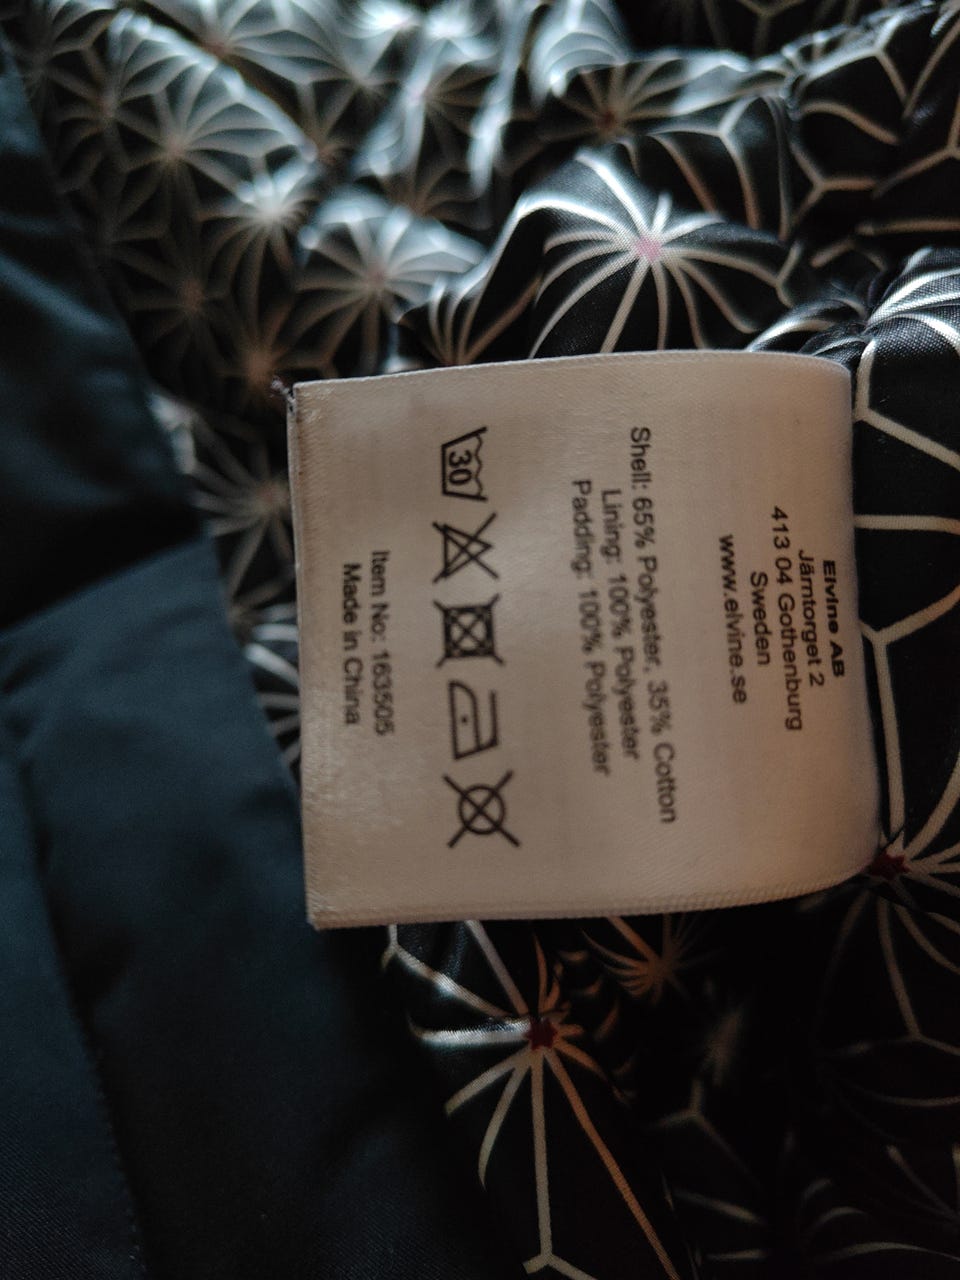 Elvine AB
Järntorget 2
413 04 Gothenburg
Sweden
www.elvine.se
Shell: 65% Polyester, 35% Cotton
Lining: 100% Polyester
Padding: 100% Polyester
30
Item No: 163505
Made in China